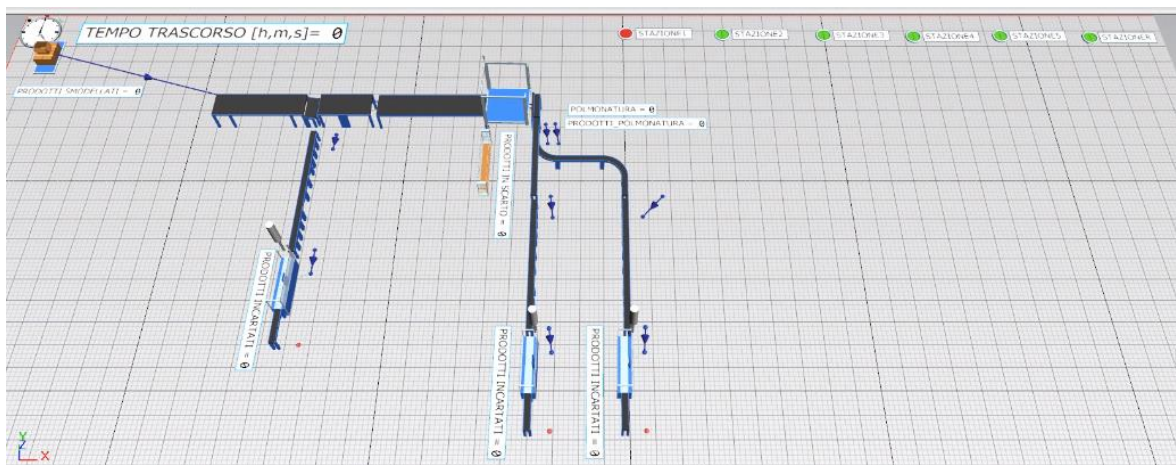 TEMPO TRASCORSO [h,m,s]= 0
STAZIONE1
STAZIONE2
STAZIONE3
STAZIONE4
STAZIONE5
STAZIONE6
PRODOTTI SMODELLATI = 0
POLMONATURA = 0
PRODOTTI_POLMONATURA = 0
PRODOTTI IN SCARTO = 0
PRODOTTI INCARTATI = 0
PRODOTTI INCARTATI = 0
PRODOTTI INCARTATI = 0
Y
Z
X